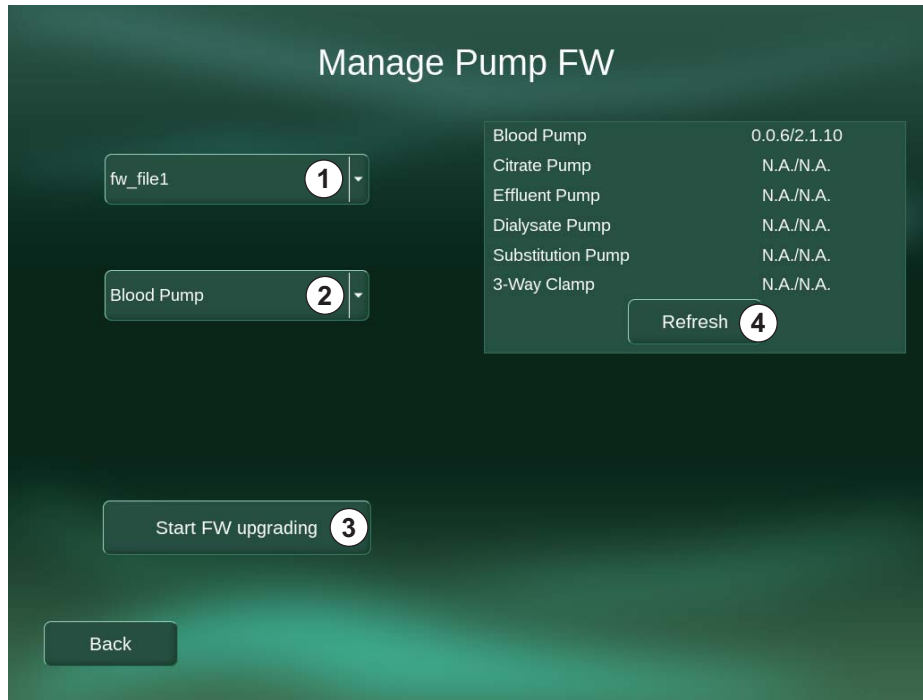 Manage Pump FW
fw_file1 1
Blood Pump 2
Start FW upgrading 3
Back
Blood Pump 0.0.6/2.1.10
Citrate Pump N.A./N.A.
Effluent Pump N.A./N.A.
Dialysate Pump N.A./N.A.
Substitution Pump N.A./N.A.
3-Way Clamp N.A./N.A.
Refresh 4